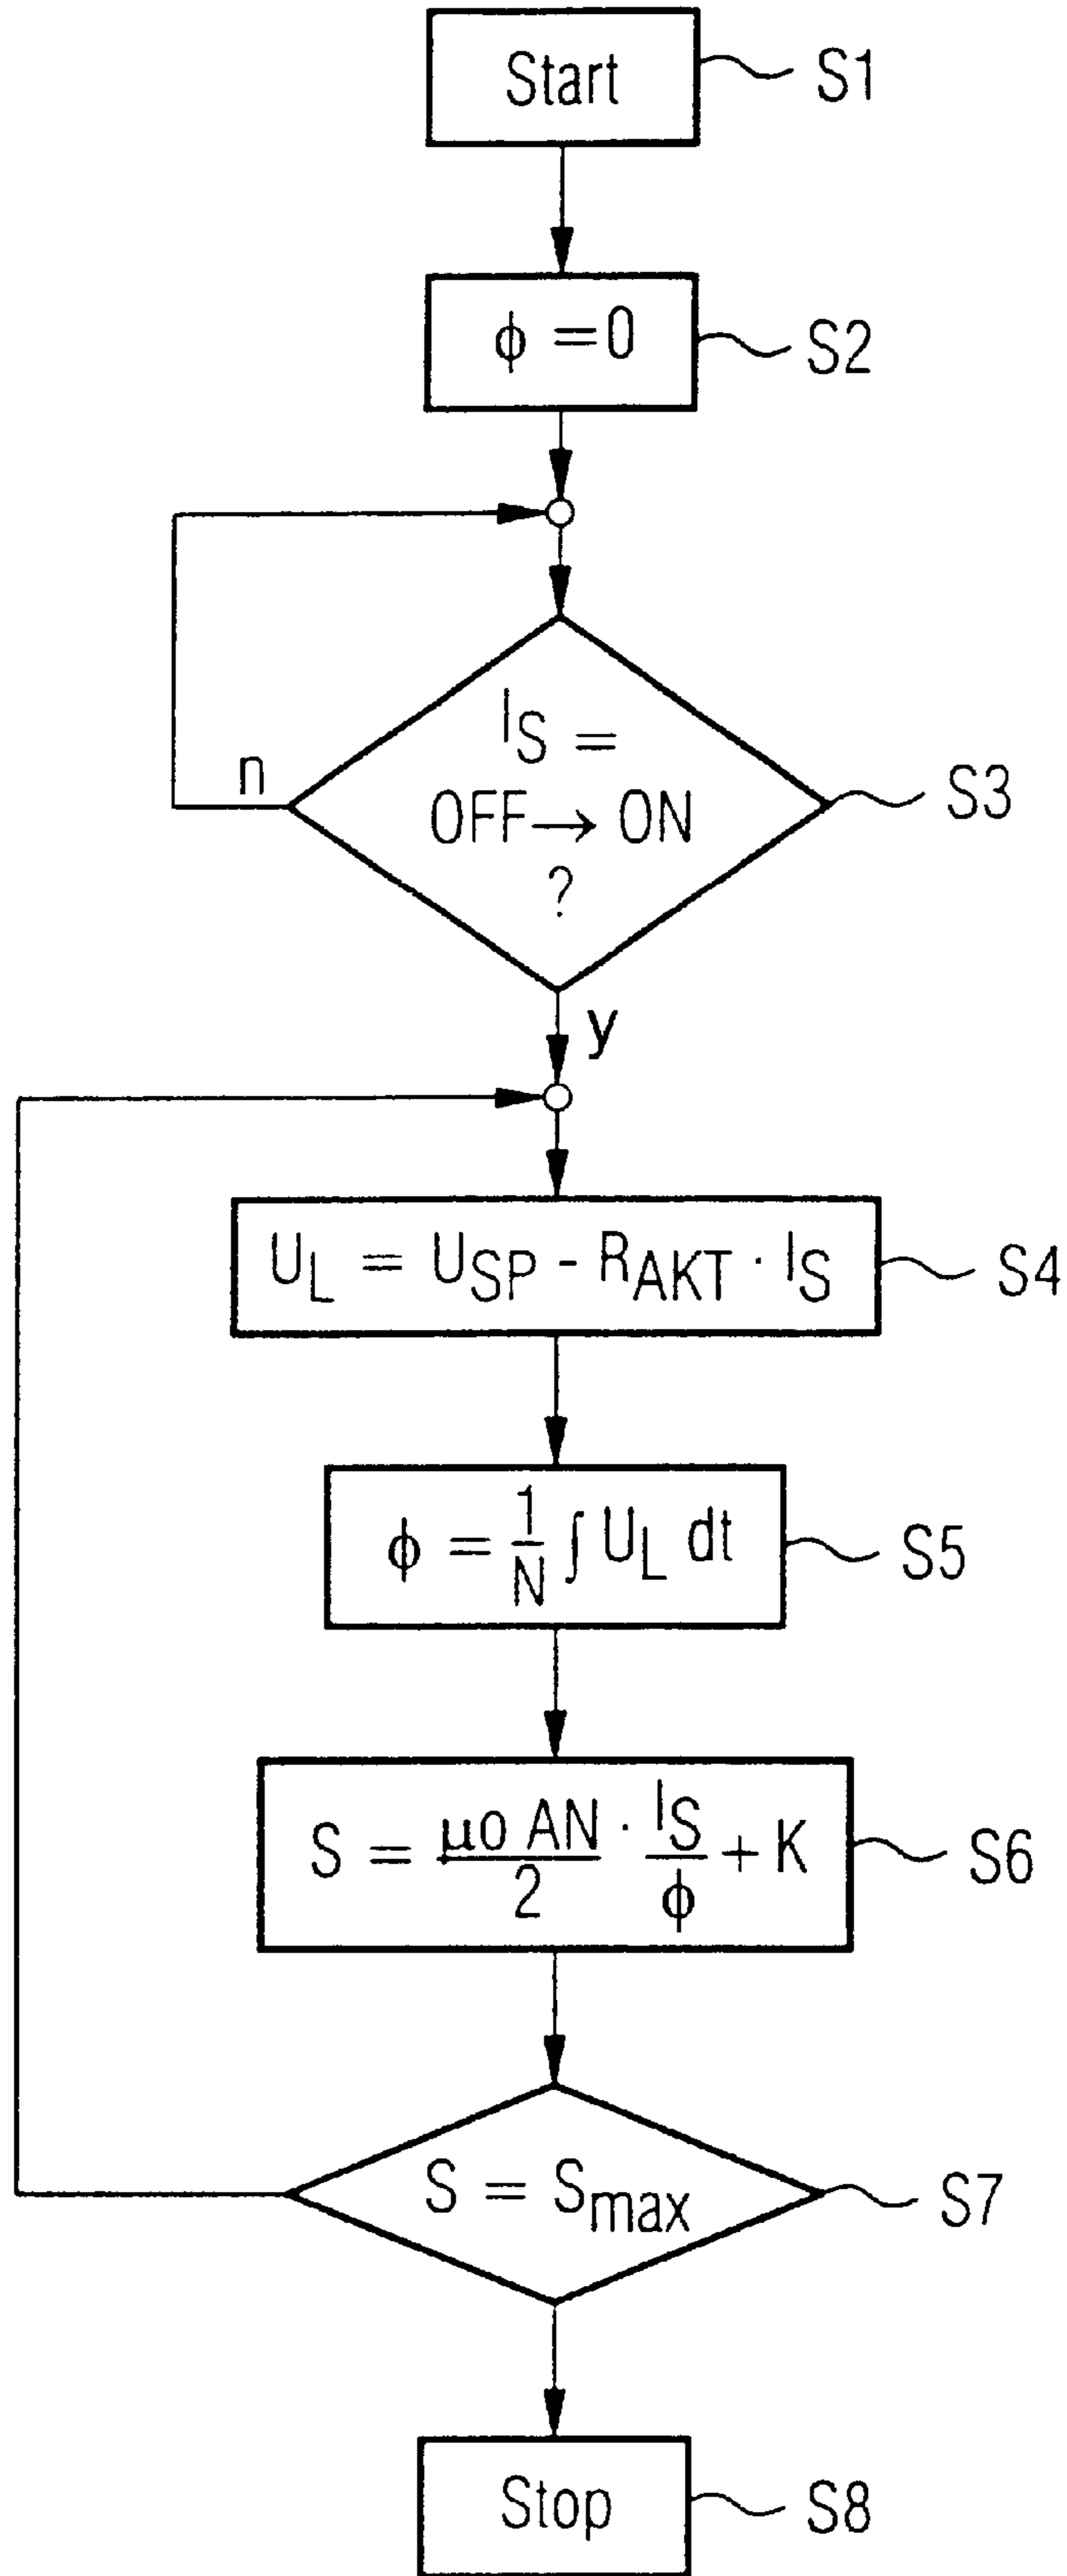 Start S1
ϕ = 0 S2
I_S =
n
OFF → ON S3
?
y
U_L = U_SP - R_AKT · I_S S4
ϕ = 1/N ∫ U_L dt S5
S = μo AN/2 · I_S/ϕ + K S6
S = S_max S7
Stop S8